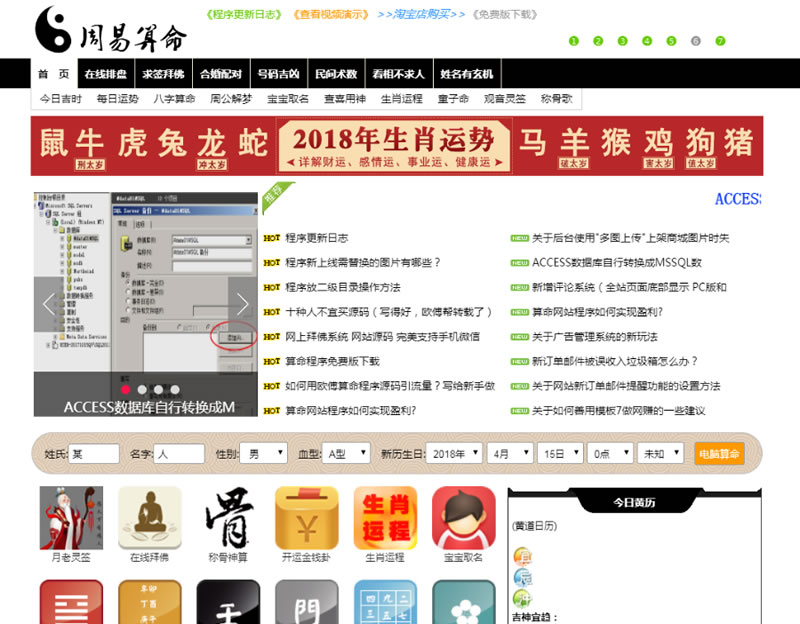 《程序更新日志》 《查看视频演示》 >>淘宝店购买>> 《免费版下载》
周易算命
1 2 3 4 5 6 7
首 页 在线排盘 求签拜佛 合婚配对 号码吉凶 民间术数 看相不求人 姓名有玄机
今日吉时 每日运势 八字算命 周公解梦 宝宝取名 查喜用神 生肖运程 童子命 观音灵签 称骨歌
鼠 牛 虎 兔 龙 蛇 2018年生肖运势 马 羊 猴 鸡 狗 猪
刑太岁 冲太岁 详解财运、感情运、事业运、健康运 破太岁 害太岁 值太岁
推荐
ACCESS
HOT 程序更新日志
HOT 程序新上线需替换的图片有哪些？
HOT 程序放二级目录操作方法
HOT 十种人不宜买源码（写得好，欧傅帮转载了）
HOT 网上拜佛系统 网站源码 完美支持手机微信
HOT 算命程序免费版下载
HOT 如何用欧傅算命程序源码引流量？写给新手做
HOT 算命网站程序如何实现盈利?
NEW 关于后台使用"多图上传"上架商城图片时失
NEW ACCESS数据库自行转换成MSSQL数
NEW 新增评论系统（全站页面底部显示 PC版和
NEW 算命网站程序如何实现盈利?
NEW 关于广告管理系统的新玩法
NEW 新订单邮件被误收入垃圾箱怎么办？
NEW 关于网站新订单邮件提醒功能的设置方法
NEW 关于如何善用模板7做网赚的一些建议
ACCESS数据库自行转换成M
姓氏: 某 名字: 人 性别: 男 血型: A型 新历生日: 2018年 4月 15日 0点 未知 电脑算命
骨 生肖运程
月老灵签 在线拜佛 称骨神算 开运金钱卦 生肖运程 宝宝取名
今日黄历
(黄道日历)
吉神宜趋：